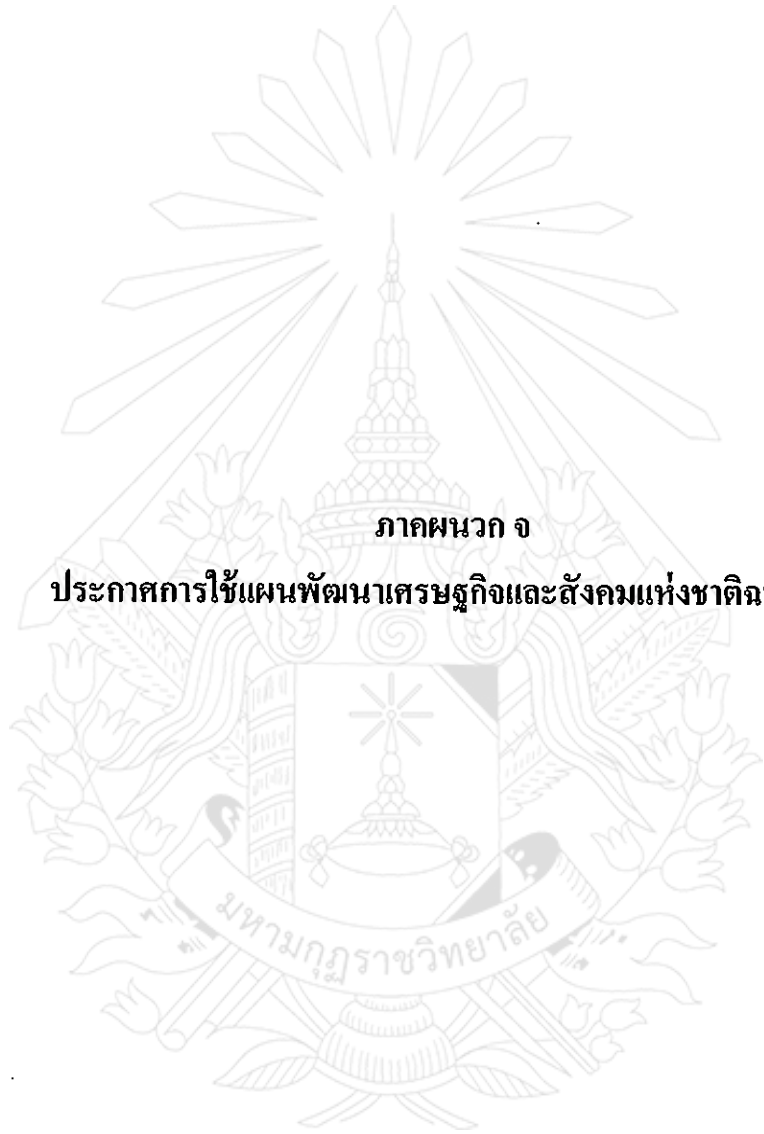 ภาคผนวก จ
ประกาศการใช้แผนพัฒนาเศรษฐกิจและสังคมแห่งชาติฉ
มหามกุฏราชวิทยาลัย